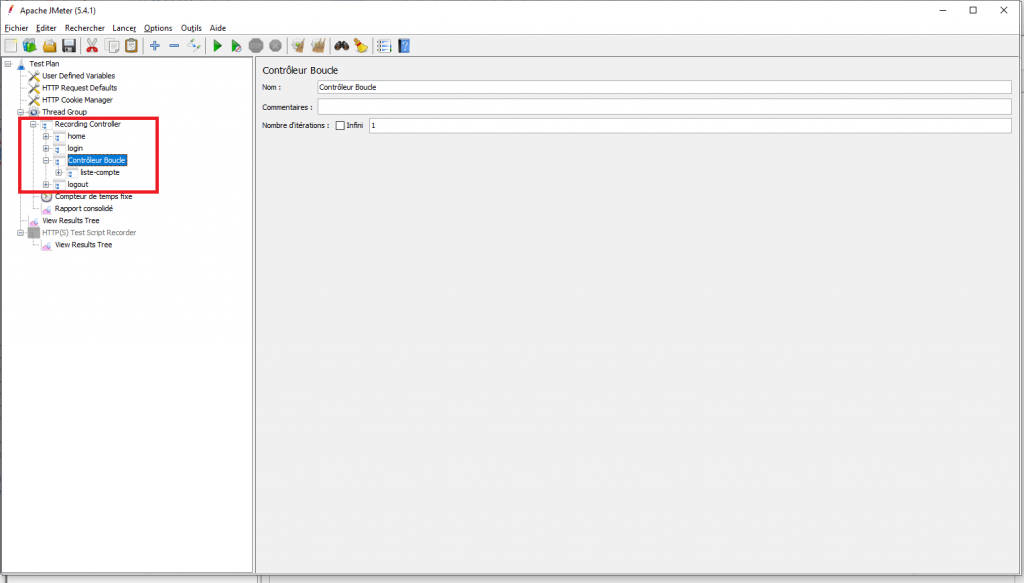 Apache JMeter (5.4.1)
Fichier Editer Rechercher Lancer Options Outils Aide
Test Plan
User Defined Variables
HTTP Request Defaults
HTTP Cookie Manager
Thread Group
Recording Controller
home
login
Contrôleur Boucle
liste-compte
logout
Compteur de temps fixe
Rapport consolidé
View Results Tree
HTTP(S) Test Script Recorder
View Results Tree
Contrôleur Boucle
Nom : Contrôleur Boucle
Commentaires :
Nombre d'itérations : Infini 1